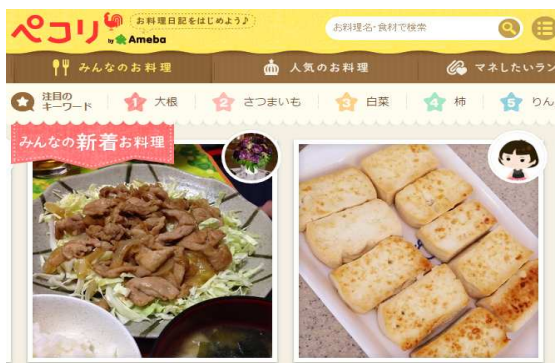 ペコリ
by Ameba
お料理日記をはじめよう♪
お料理名・食材で検索
みんなのお料理
人気のお料理
マネしたいラン
注目の
キーワード
1 大根
2 さつまいも
3 白菜
4 柿
5 りん
みんなの新着お料理